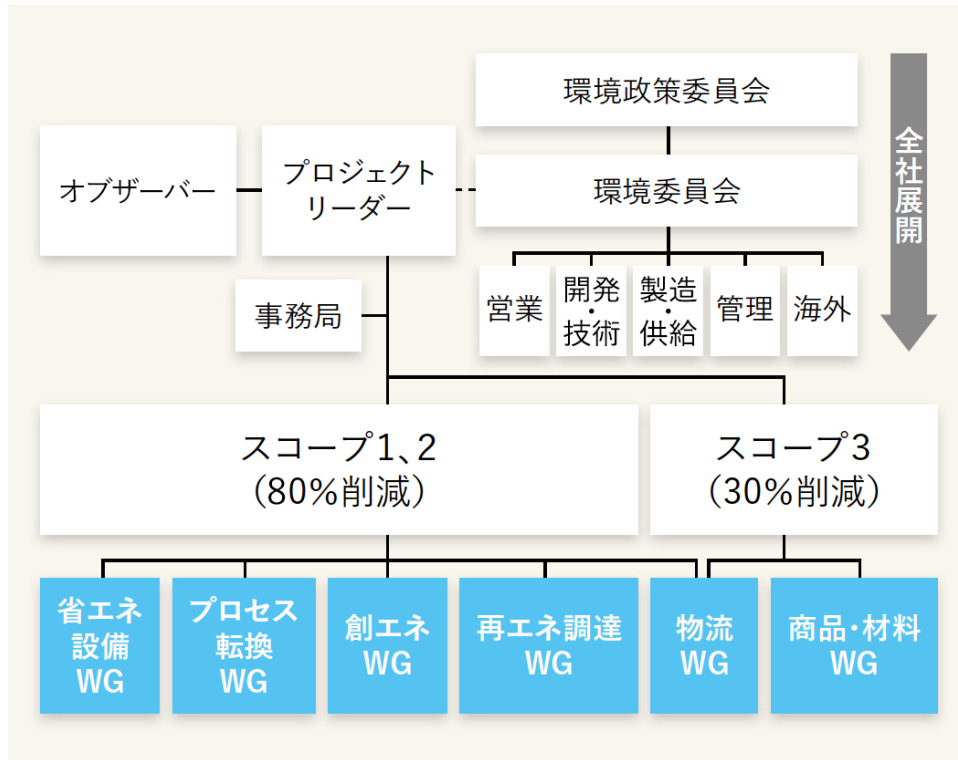 環境政策委員会
オブザーバー
プロジェクト
リーダー
環境委員会
全社展開
事務局
営業
開発
・
技術
製造
・
供給
管理
海外
スコープ1、2
（80%削減）
スコープ3
（30%削減）
省エネ
設備
WG
プロセス
転換
WG
創エネ
WG
再エネ調達
WG
物流
WG
商品・材料
WG